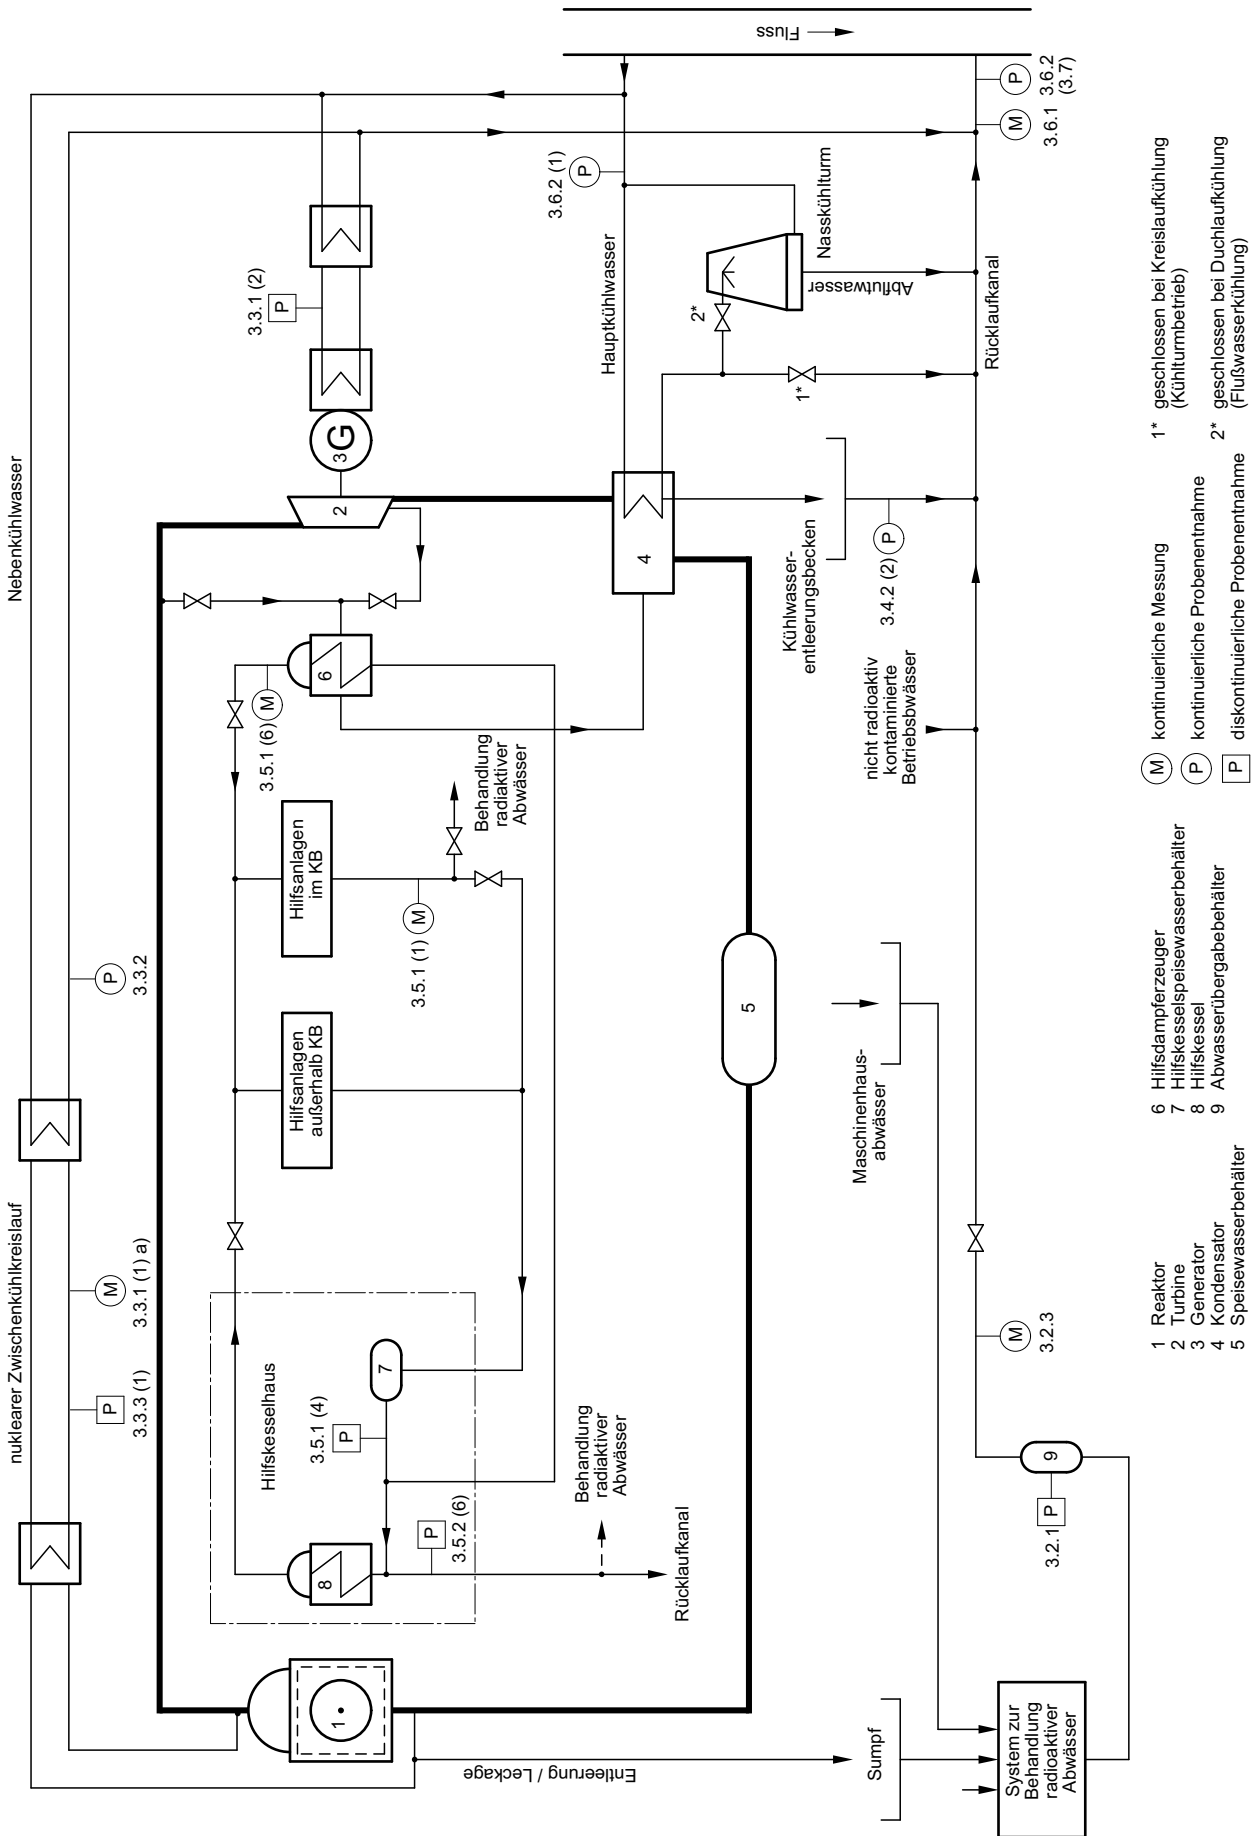 Nebenkühlwasser
nuklearer Zwischenkühlkreislauf
3.3.3 (1)
P
3.3.1 (1) a)
M
3.3.2
P
3.3.1 (2)
P
Fluss
Hilfskesselhaus
Hilfsanlagen
außerhalb KB
Hilfsanlagen
im KB
3.5.1 (6)
M
3.5.1 (1)
M
Behandlung
radiaktiver
Abwässer
3.5.1 (4)
P
3.5.2 (6)
P
Behandlung
radiaktiver
Abwässer
Rücklaufkanal
1
2
3
G
4
5
6
7
8
9
Hauptkühlwasser
3.6.2 (1)
P
Nasskühlturm
Abflutwasser
2*
1*
Rücklaufkanal
M
3.6.1
P
3.6.2
(3.7)
Kühlwasser-
entleerungsbecken
3.4.2 (2)
P
nicht radioaktiv
kontaminierte
Betriebsbwässer
Maschinenhaus-
abwässer
Entleerung / Leckage
Sumpf
System zur
Behandlung
radioaktiver
Abwässer
3.2.1
P
M
3.2.3
1 Reaktor
2 Turbine
3 Generator
4 Kondensator
5 Speisewasserbehälter
6 Hilfsdampferzeuger
7 Hilfskesselspeisewasserbehälter
8 Hilfskessel
9 Abwasserübergabebehälter
M kontinuierliche Messung
P kontinuierliche Probenentnahme
P diskontinuierliche Probenentnahme
1* geschlossen bei Kreislaufkühlung
(Kühlturmbetrieb)
2* geschlossen bei Duchlaufkühlung
(Flußwasserkühlung)